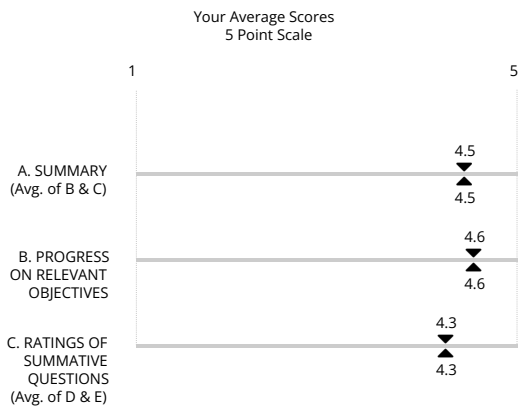 Your Average Scores
5 Point Scale
1 5
4.5
A. SUMMARY
(Avg. of B & C)
4.5
4.6
B. PROGRESS
ON RELEVANT
OBJECTIVES
4.6
4.3
C. RATINGS OF
SUMMATIVE
QUESTIONS
(Avg. of D & E)
4.3